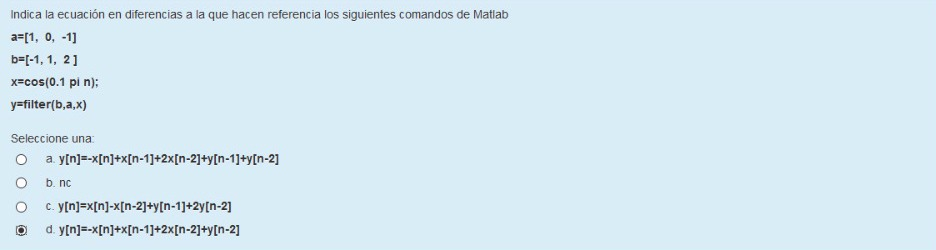 Indica la ecuación en diferencias a la que hacen referencia los siguientes comandos de Matlab
a=[1, 0, -1]
b=[-1, 1, 2 ]
x=cos(0.1 pi n);
y=filter(b,a,x)
Seleccione una:
a. y[n]=-x[n]+x[n-1]+2x[n-2]+y[n-1]+y[n-2]
b. nc
c. y[n]=x[n]-x[n-2]+y[n-1]+2y[n-2]
d. y[n]=-x[n]+x[n-1]+2x[n-2]+y[n-2]